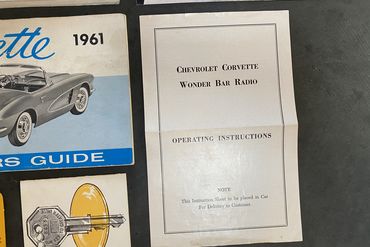 ette 1961
RS GUIDE
CHEVROLET CORVETTE
WONDER BAR RADIO
OPERATING INSTRUCTIONS
NOTE
This Instruction Sheet to be placed in Car
For Delivery to Customer